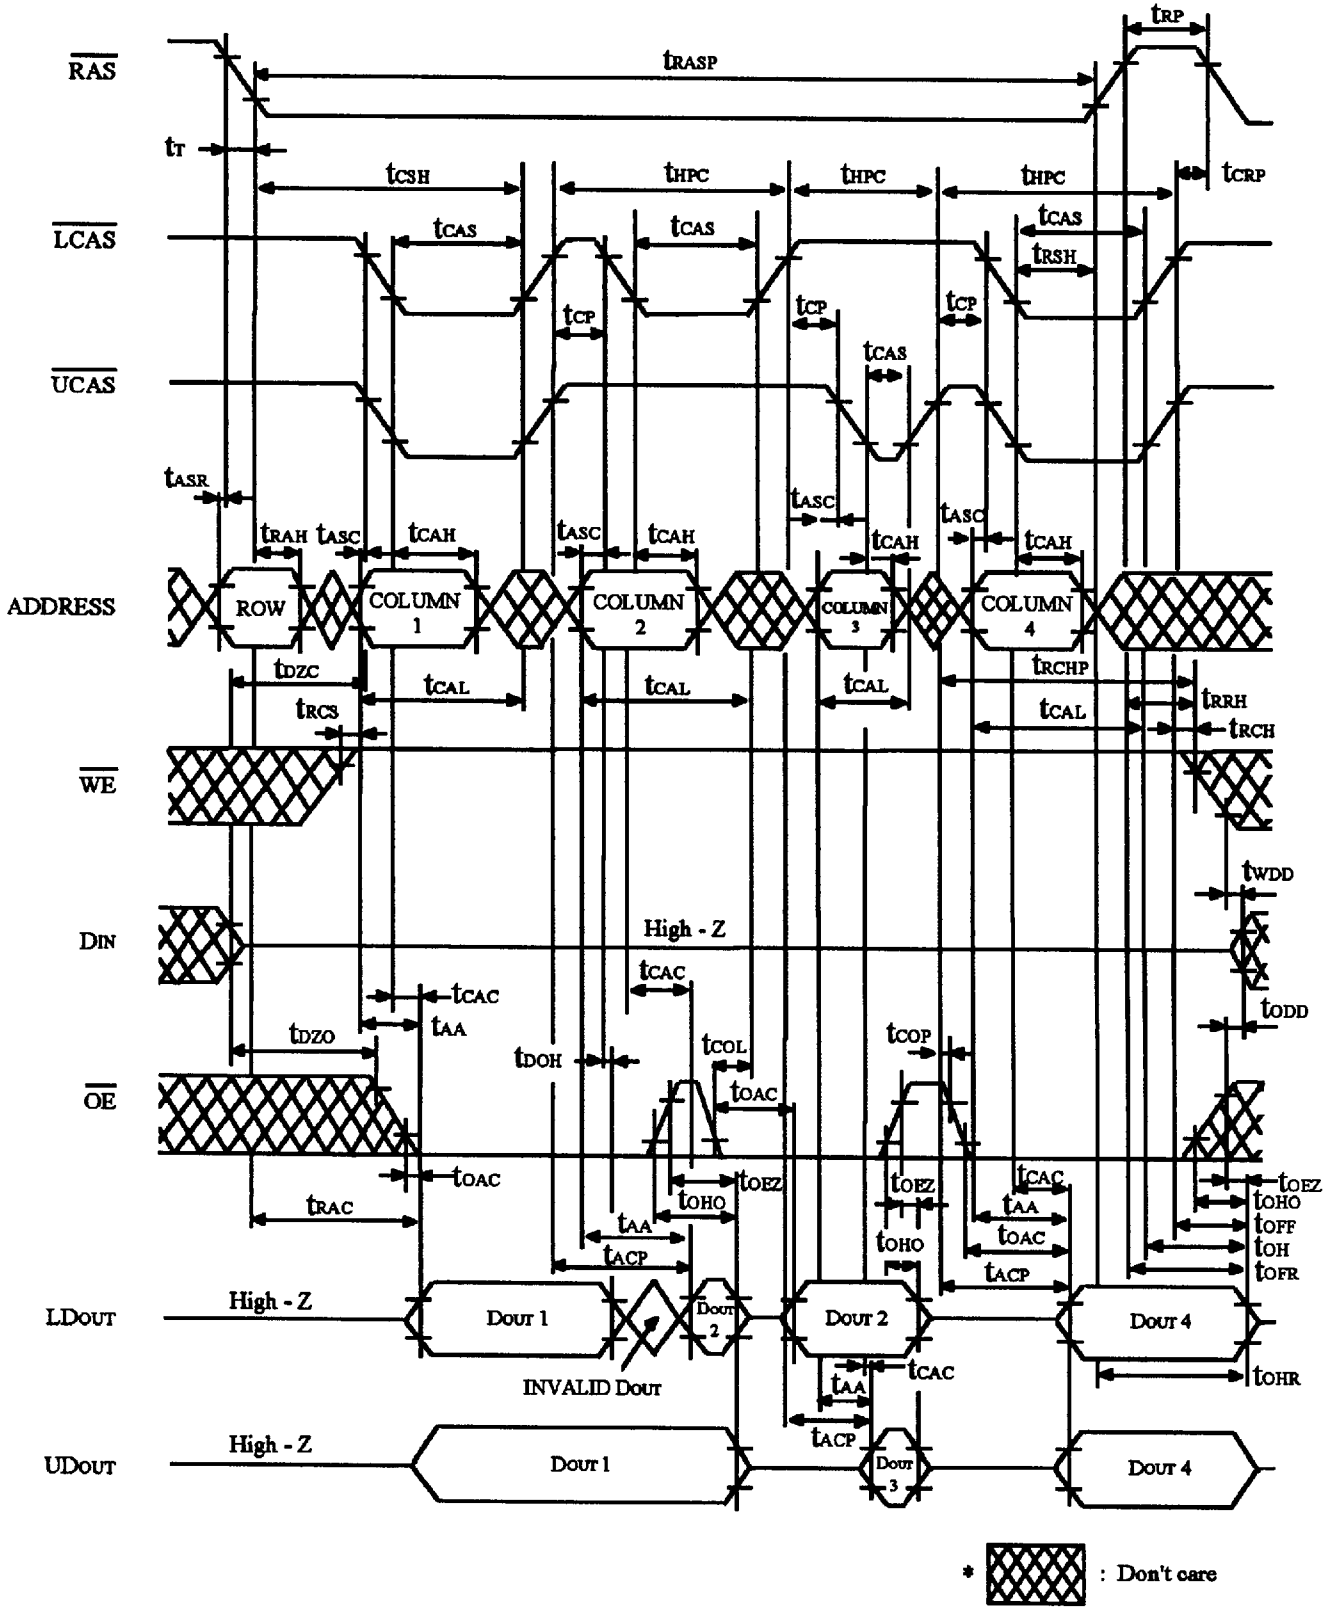 tRP
RAS
tRASP
tT
tCSH
tHPC
tHPC
tHPC
tCRP
LCAS
tCAS
tCAS
tCAS
tRSH
tCP
tCP
tCP
UCAS
tCAS
tASR
tASC
tRAH
tASC
tCAH
tASC
tCAH
tCAH
tASC
tCAH
ADDRESS
ROW
COLUMN 1
COLUMN 2
COLUMN 3
COLUMN 4
tDZC
tRCHP
tCAL
tCAL
tCAL
tRRH
tRCS
tCAL
tRCH
WE
tWDD
DIN
High - Z
tCAC
tCAC
tAA
tODD
tDZO
tDOH
tCOL
tCOP
OE
tOAC
tOAC
tOEZ
tOEZ
tCAC
tOEZ
tRAC
tOHO
tAA
tOHO
tAA
tOHO
tOAC
tOFF
tACP
tOH
tACP
tOFR
LDOUT
High - Z
DOUT 1
DOUT 2
DOUT 2
DOUT 4
INVALID DOUT
tCAC
tAA
tOHR
tACP
UDOUT
High - Z
DOUT 1
DOUT 3
DOUT 4
* : Don't care